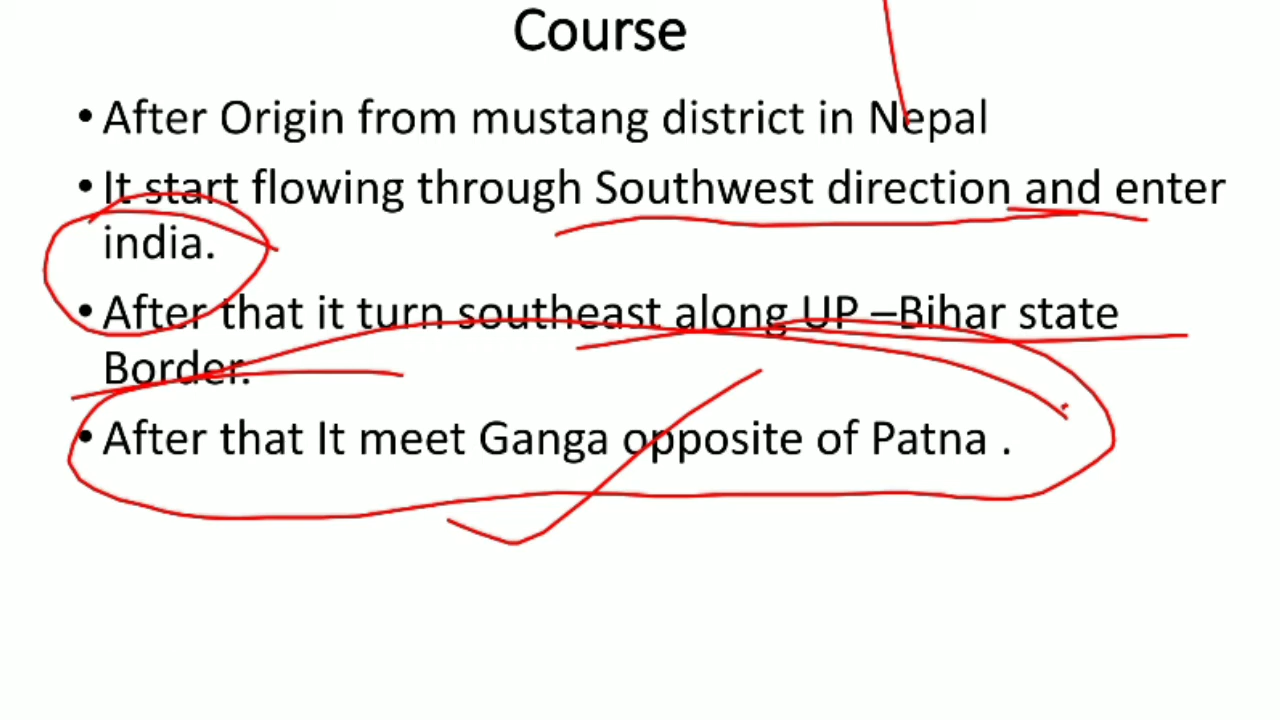 Course
• After Origin from mustang district in Nepal
• It start flowing through Southwest direction and enter
india.
• After that it turn southeast along UP –Bihar state
Border.
• After that It meet Ganga opposite of Patna .